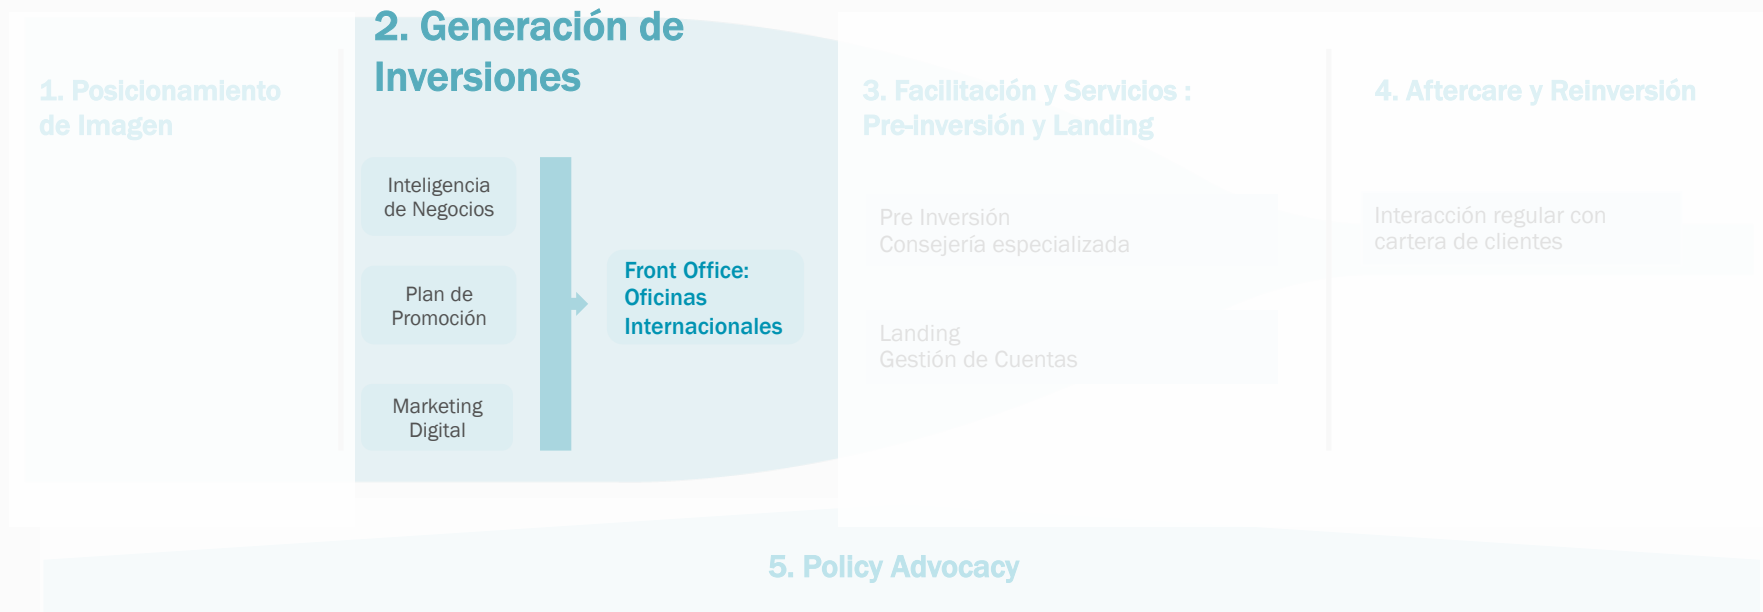 1. Posicionamiento
de Imagen
2. Generación de
Inversiones
Inteligencia
de Negocios
Plan de
Promoción
Marketing
Digital
Front Office:
Oficinas
Internacionales
3. Facilitación y Servicios :
Pre-inversión y Landing
Pre Inversión
Consejería especializada
Landing
Gestión de Cuentas
4. Aftercare y Reinversión
Interacción regular con
cartera de clientes
5. Policy Advocacy